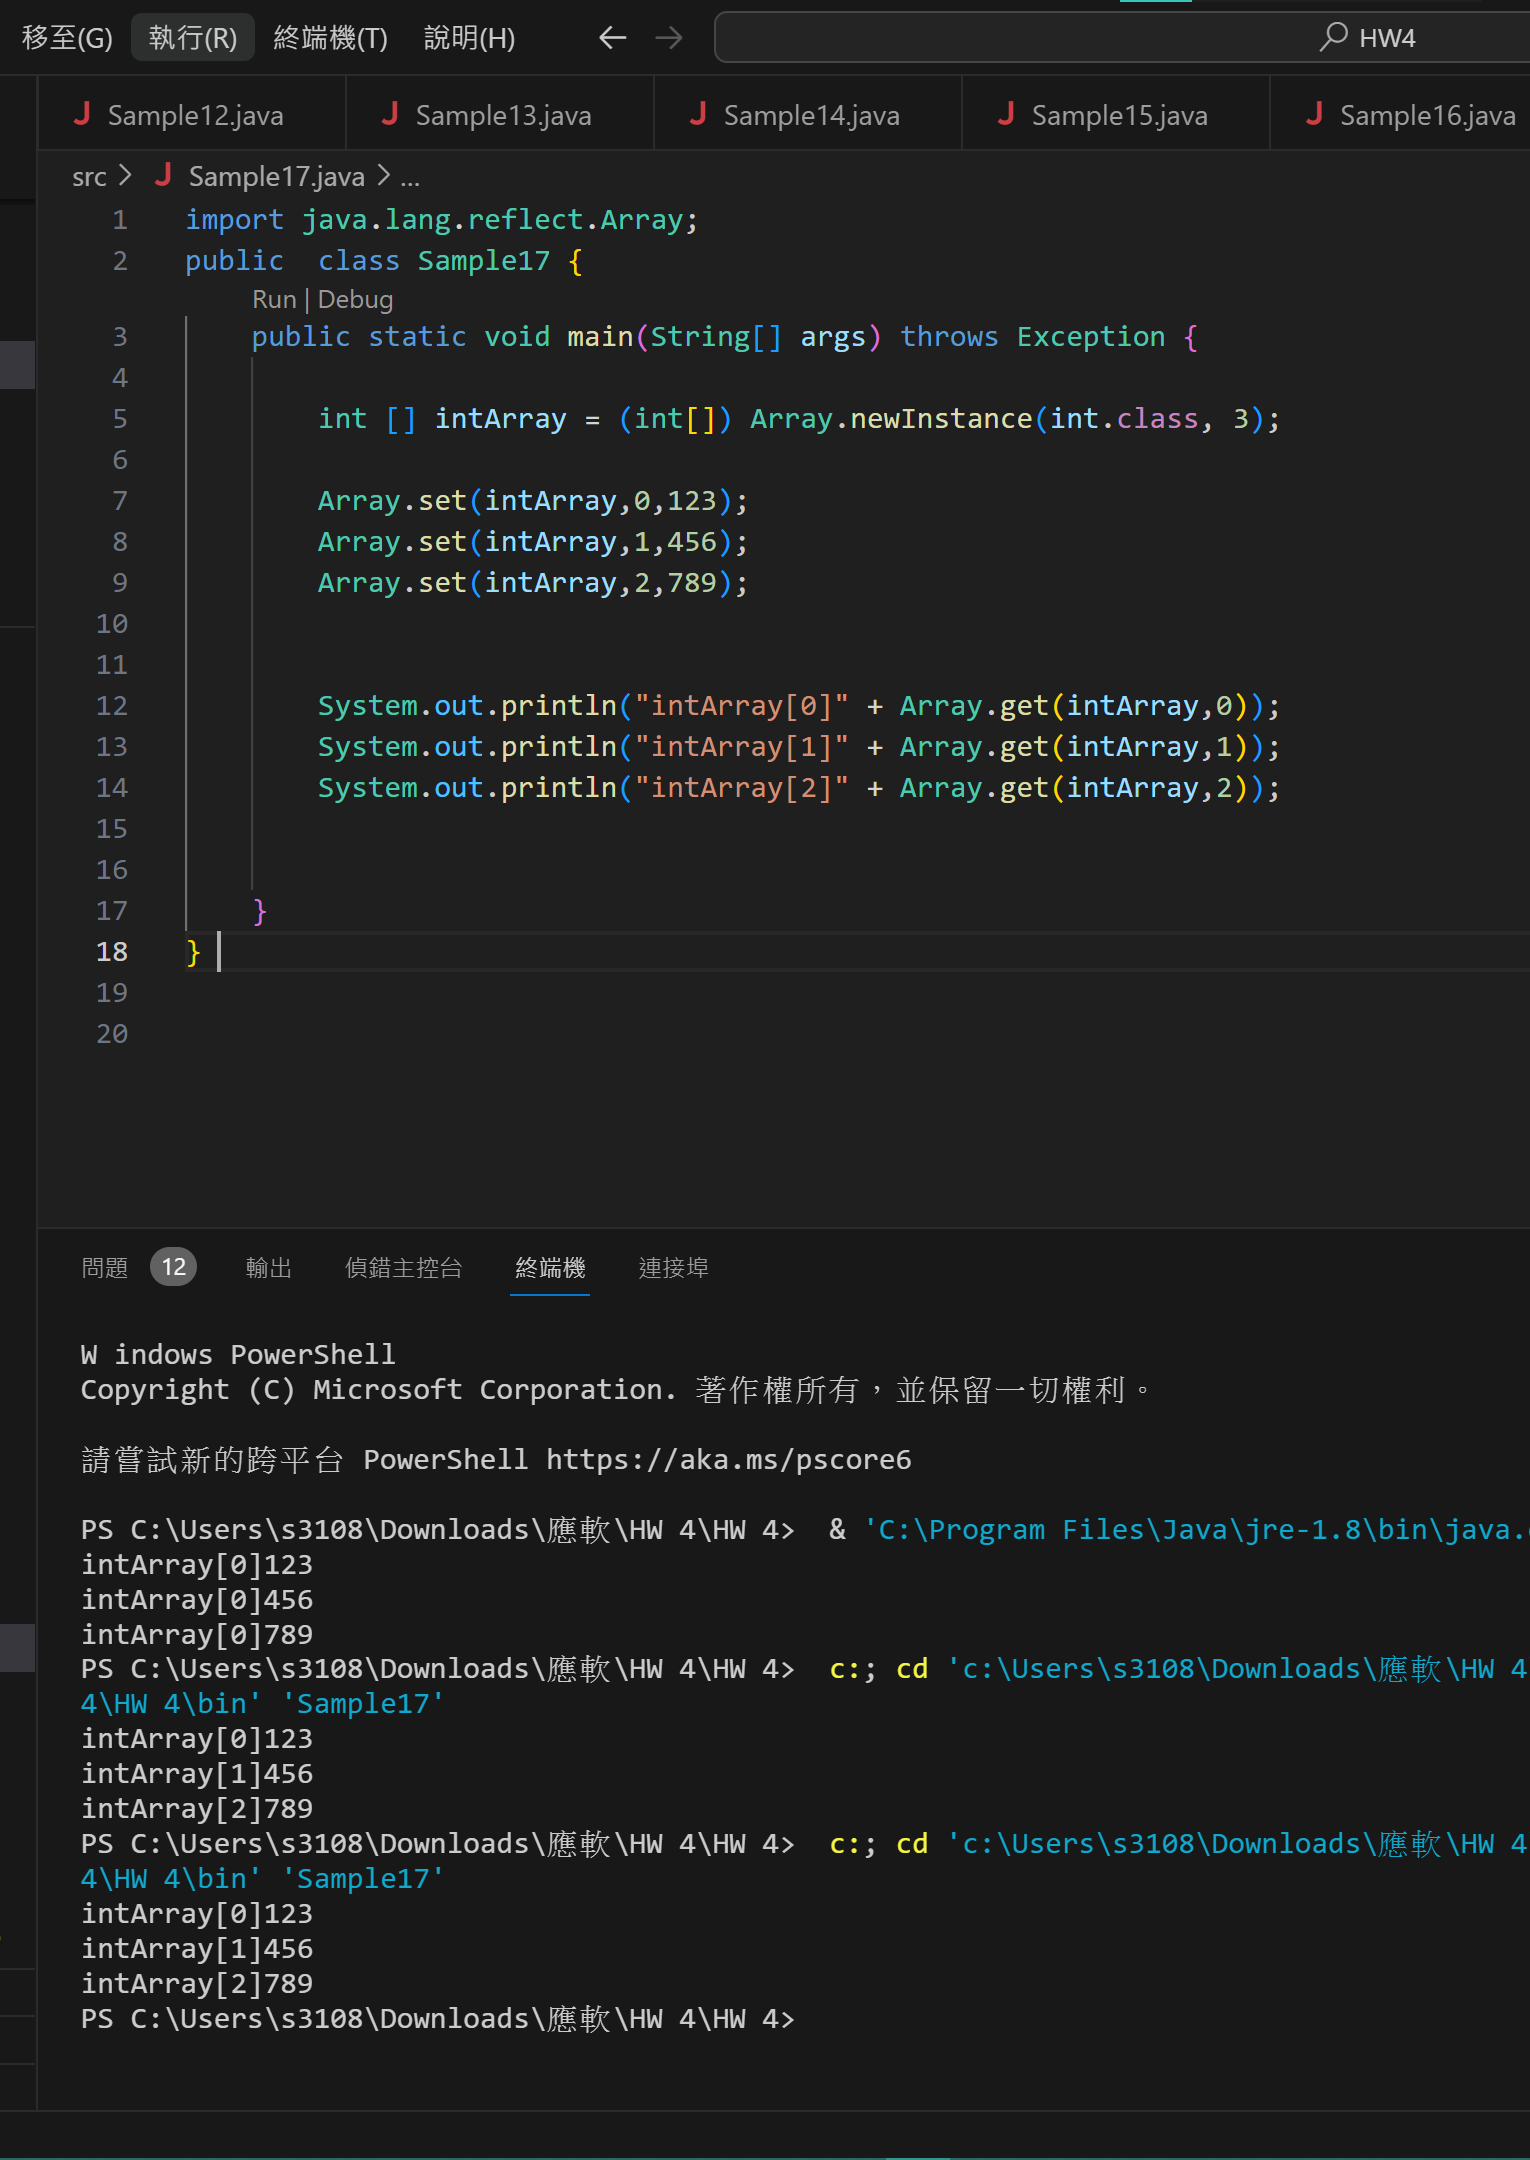 移至(G) 執行(R) 終端機(T) 說明(H) ← → HW4
Sample12.java Sample13.java Sample14.java Sample15.java Sample16.java
src > Sample17.java > ...
1 import java.lang.reflect.Array;
2 public  class Sample17 {
Run | Debug
3 public static void main(String[] args) throws Exception {
4
5 int [] intArray = (int[]) Array.newInstance(int.class, 3);
6
7 Array.set(intArray,0,123);
8 Array.set(intArray,1,456);
9 Array.set(intArray,2,789);
10
11
12 System.out.println("intArray[0]" + Array.get(intArray,0));
13 System.out.println("intArray[1]" + Array.get(intArray,1));
14 System.out.println("intArray[2]" + Array.get(intArray,2));
15
16
17 }
18 }
19
20
問題 12 輸出 偵錯主控台 終端機 連接埠
W indows PowerShell
Copyright (C) Microsoft Corporation. 著作權所有，並保留一切權利。
請嘗試新的跨平台 PowerShell https://aka.ms/pscore6
PS C:\Users\s3108\Downloads\應軟\HW 4\HW 4>  & 'C:\Program Files\Java\jre-1.8\bin\java.
intArray[0]123
intArray[0]456
intArray[0]789
PS C:\Users\s3108\Downloads\應軟\HW 4\HW 4>  c:; cd 'c:\Users\s3108\Downloads\應軟\HW 4
4\HW 4\bin' 'Sample17'
intArray[0]123
intArray[1]456
intArray[2]789
PS C:\Users\s3108\Downloads\應軟\HW 4\HW 4>  c:; cd 'c:\Users\s3108\Downloads\應軟\HW 4
4\HW 4\bin' 'Sample17'
intArray[0]123
intArray[1]456
intArray[2]789
PS C:\Users\s3108\Downloads\應軟\HW 4\HW 4>